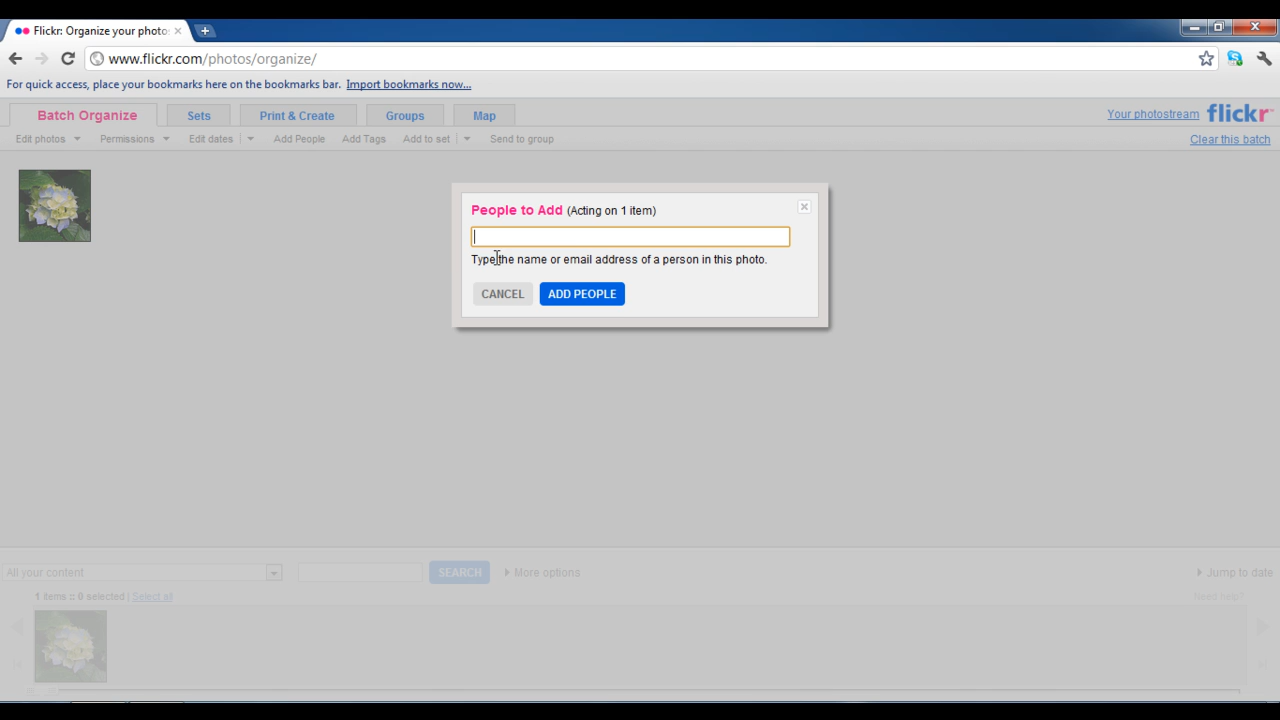 Flickr: Organize your photo:
www.flickr.com/photos/organize/
For quick access, place your bookmarks here on the bookmarks bar. Import bookmarks now...
Batch Organize Sets Print & Create Groups Map Your photostream flickr
Edit photos Permissions Edit dates Add People Add Tags Add to set Send to group Clear this batch
People to Add (Acting on 1 item)
Type the name or email address of a person in this photo.
CANCEL ADD PEOPLE
All your content SEARCH More options Jump to date
1 items :: 0 selected | Select all Need help?